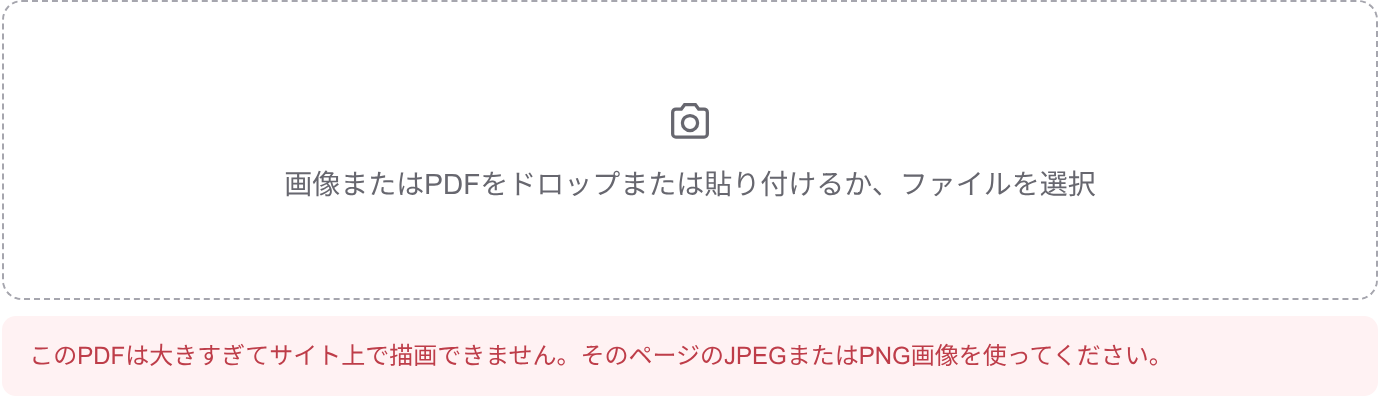 画像またはPDFをドロップまたは貼り付けるか、ファイルを選択
このPDFは大きすぎてサイト上で描画できません。そのページのJPEGまたはPNG画像を使ってください。